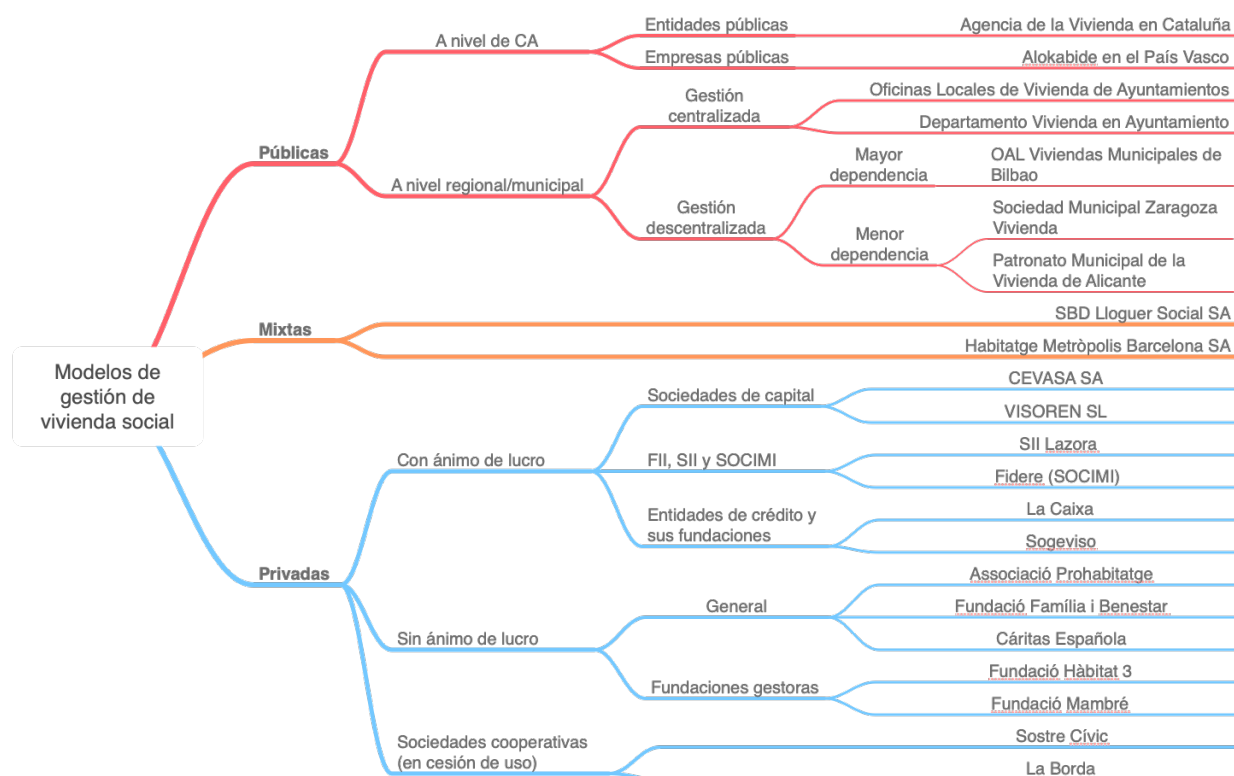 Modelos de
gestión de
vivienda social
Públicas
A nivel de CA
Entidades públicas
Agencia de la Vivienda en Cataluña
Empresas públicas
Alokabide en el País Vasco
A nivel regional/municipal
Gestión
centralizada
Oficinas Locales de Vivienda de Ayuntamientos
Departamento Vivienda en Ayuntamiento
Gestión
descentralizada
Mayor
dependencia
OAL Viviendas Municipales de
Bilbao
Menor
dependencia
Sociedad Municipal Zaragoza
Vivienda
Patronato Municipal de la
Vivienda de Alicante
Mixtas
SBD Lloguer Social SA
Habitatge Metròpolis Barcelona SA
Privadas
Con ánimo de lucro
Sociedades de capital
CEVASA SA
VISOREN SL
FII, SII y SOCIMI
SII Lazora
Fidere (SOCIMI)
Entidades de crédito y
sus fundaciones
La Caixa
Sogeviso
Sin ánimo de lucro
General
Associació Prohabitatge
Fundació Família i Benestar
Cáritas Española
Fundaciones gestoras
Fundació Hàbitat 3
Fundació Mambré
Sociedades cooperativas
(en cesión de uso)
Sostre Cívic
La Borda